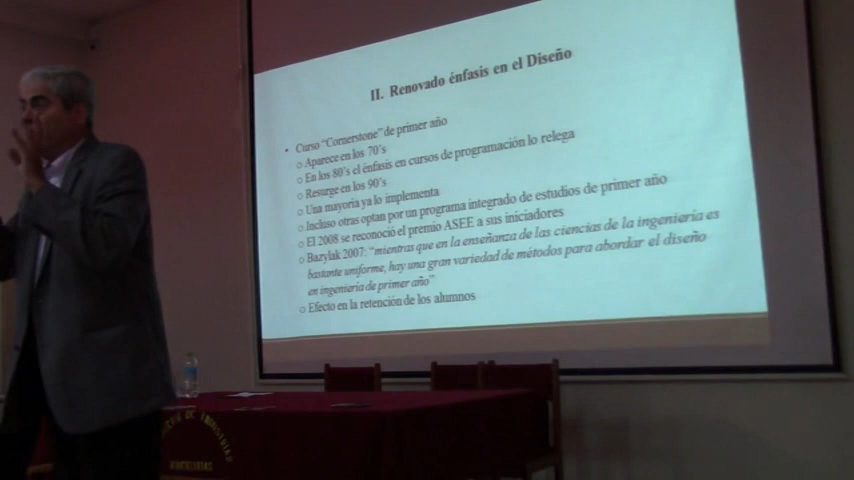 II. Renovado énfasis en el Diseño
• Curso "Cornerstone" de primer año
o Aparece en los 70's
o En los 80's el énfasis en cursos de programación lo relega
o Resurge en los 90's
o Una mayoria ya lo implementa
o Incluso otras optan por un programa integrado de estudios de primer año
o El 2008 se reconoció el premio ASEE a sus iniciadores
o Bazylak 2007: "mientras que en la enseñanza de las ciencias de la ingeniería es
bastante uniforme, hay una gran variedad de métodos para abordar el diseño
en ingeniería de primer año"
o Efecto en la retención de los alumnos